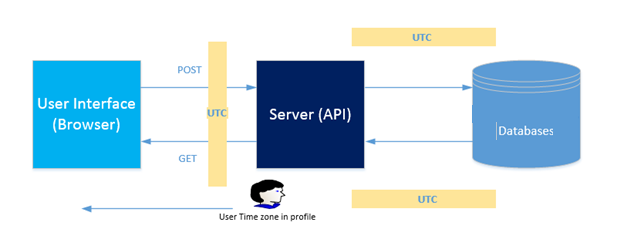 UTC
POST
User Interface
(Browser)
UTC
Server (API)
Databases
GET
UTC
User Time zone in profile